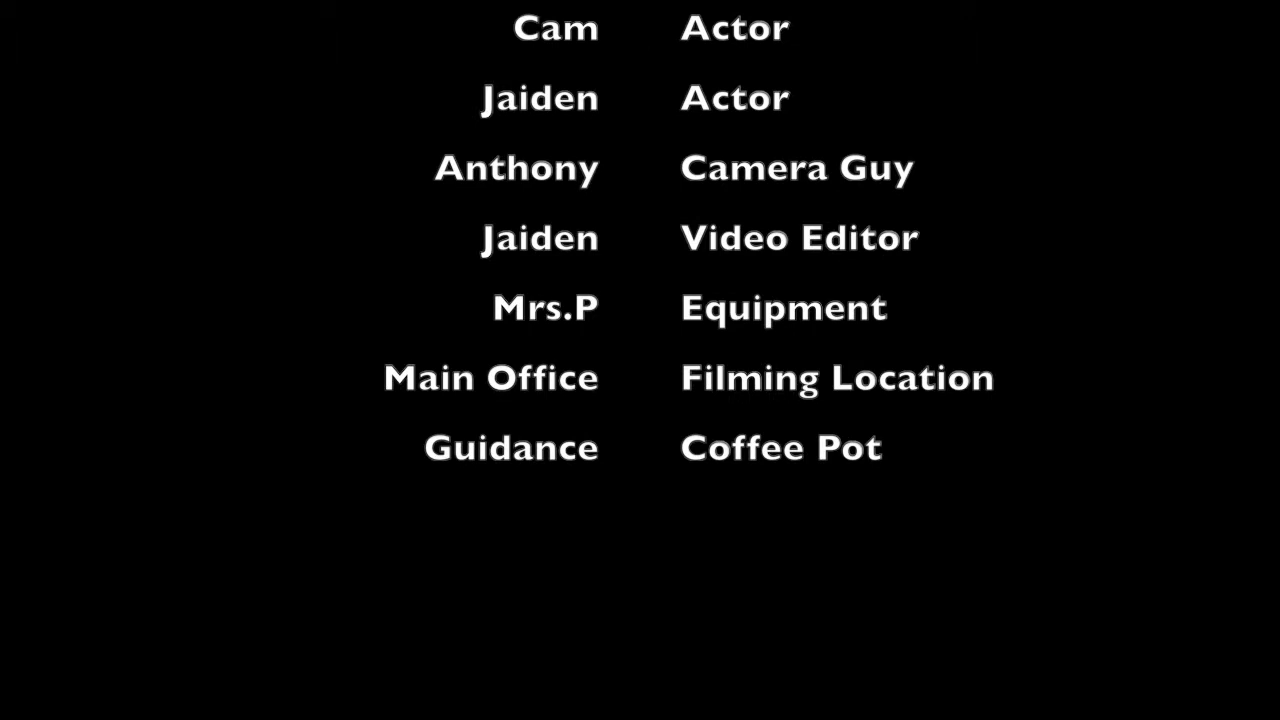 Cam Actor
Jaiden Actor
Anthony Camera Guy
Jaiden Video Editor
Mrs.P Equipment
Main Office Filming Location
Guidance Coffee Pot